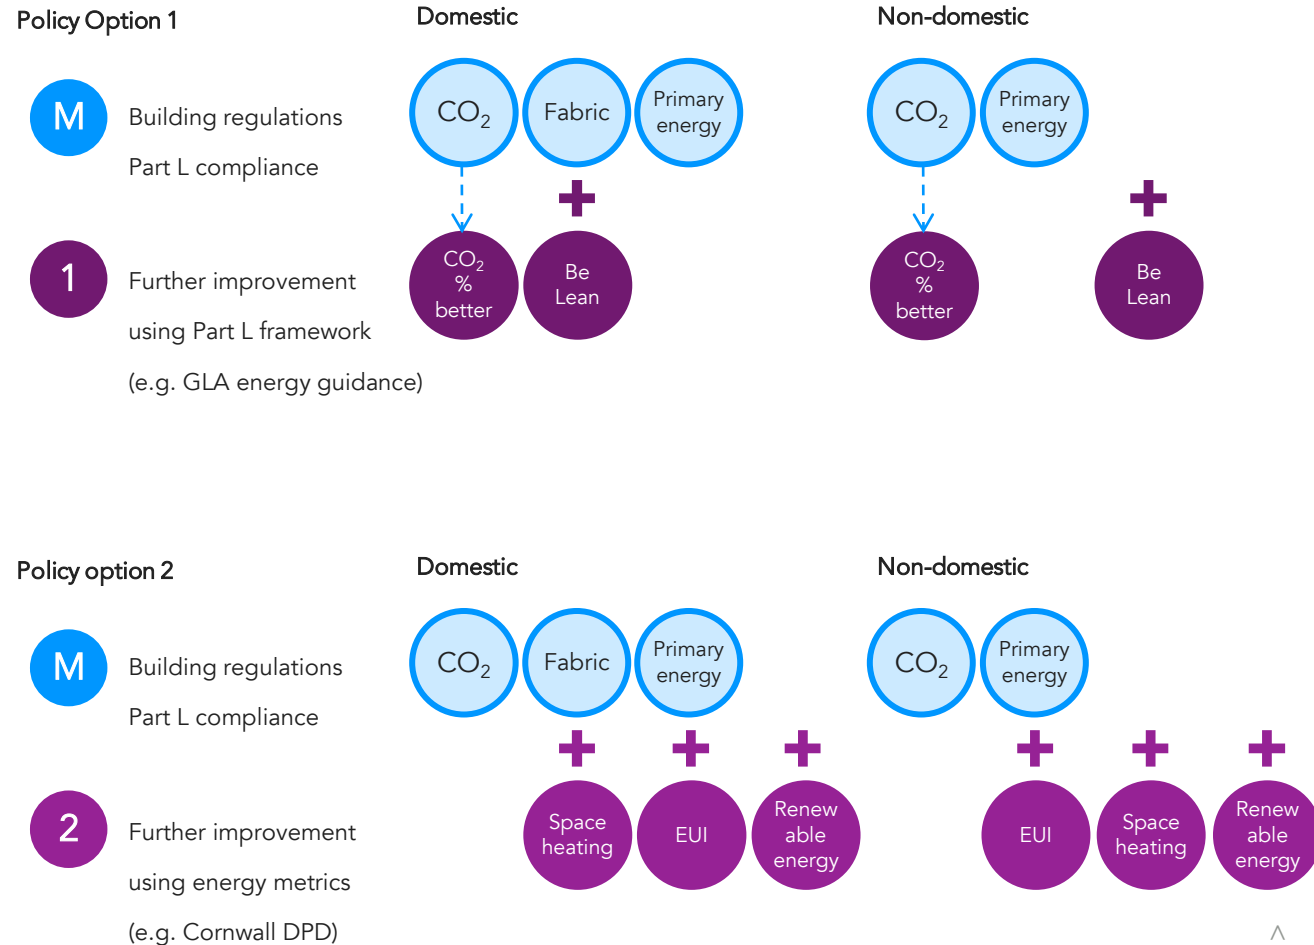 Policy Option 1
Domestic
Non-domestic
M
Building regulations
Part L compliance
CO₂
Fabric
Primary
energy
CO₂
Primary
energy
+
+
1
Further improvement
using Part L framework
(e.g. GLA energy guidance)
CO₂
%
better
Be
Lean
CO₂
%
better
Be
Lean
Policy option 2
Domestic
Non-domestic
M
Building regulations
Part L compliance
CO₂
Fabric
Primary
energy
CO₂
Primary
energy
+
+
+
+
+
+
2
Further improvement
using energy metrics
(e.g. Cornwall DPD)
Space
heating
EUI
Renew
able
energy
EUI
Space
heating
Renew
able
energy